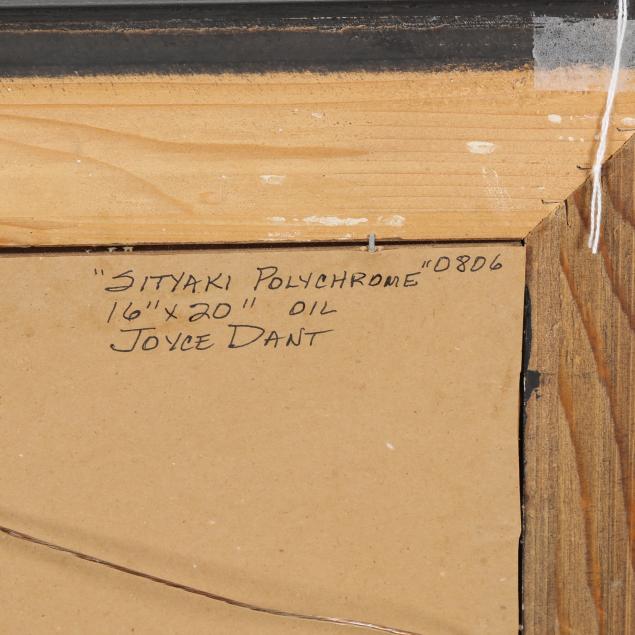 "SITYAKI POLYCHROME" 0806
16" X 20" OIL
JOYCE DANT